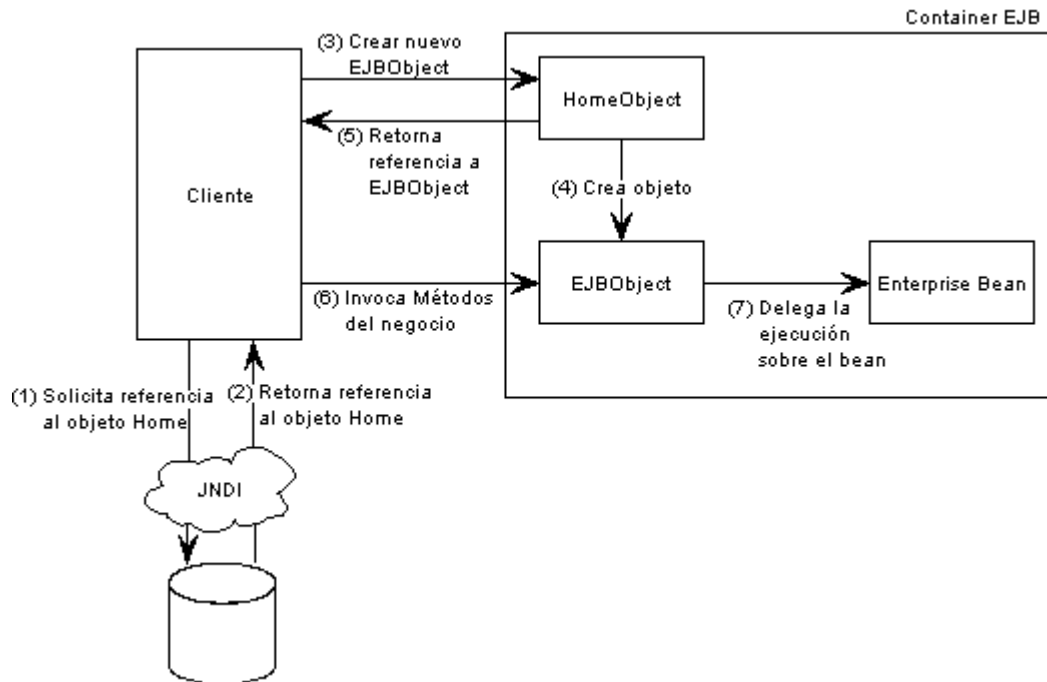 Container EJB
(3) Crear nuevo
EJBObject
HomeObject
(5) Retorna
referencia a
EJBObject
Cliente
(4) Crea objeto
EJBObject
Enterprise Bean
(6) Invoca Métodos
del negocio
(7) Delega la
ejecución
sobre el bean
(1) Solicita referencia
al objeto Home
(2) Retorna referencia
al objeto Home
JNDI